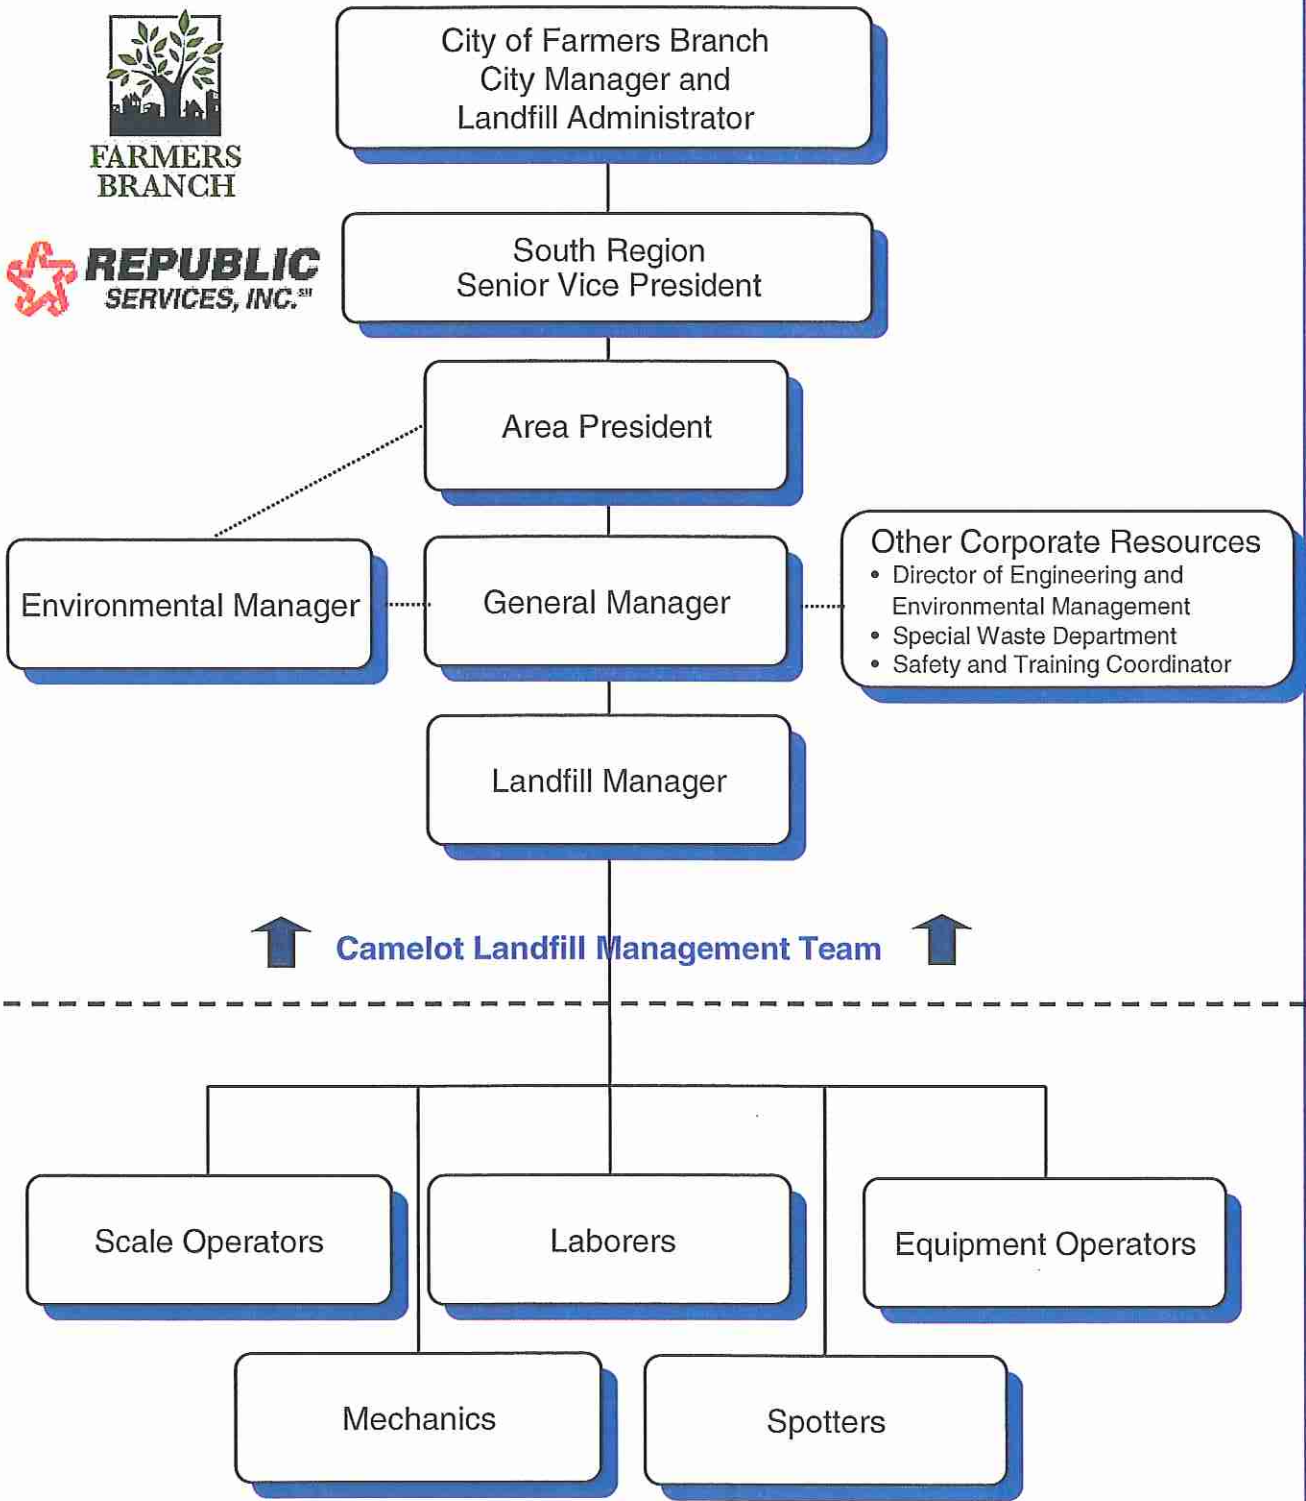 City of Farmers Branch
City Manager and
Landfill Administrator
FARMERS
BRANCH
South Region
Senior Vice President
REPUBLIC
SERVICES, INC.℠
Area President
Environmental Manager
General Manager
Other Corporate Resources
• Director of Engineering and
Environmental Management
• Special Waste Department
• Safety and Training Coordinator
Landfill Manager
Camelot Landfill Management Team
Scale Operators
Laborers
Equipment Operators
Mechanics
Spotters